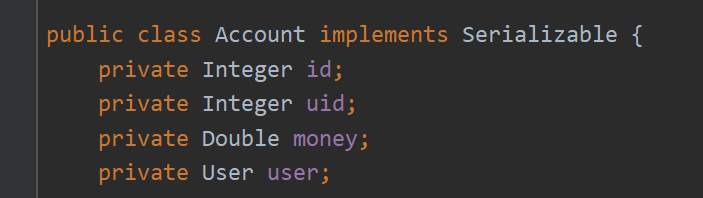 public class Account implements Serializable {
    private Integer id;
    private Integer uid;
    private Double money;
    private User user;